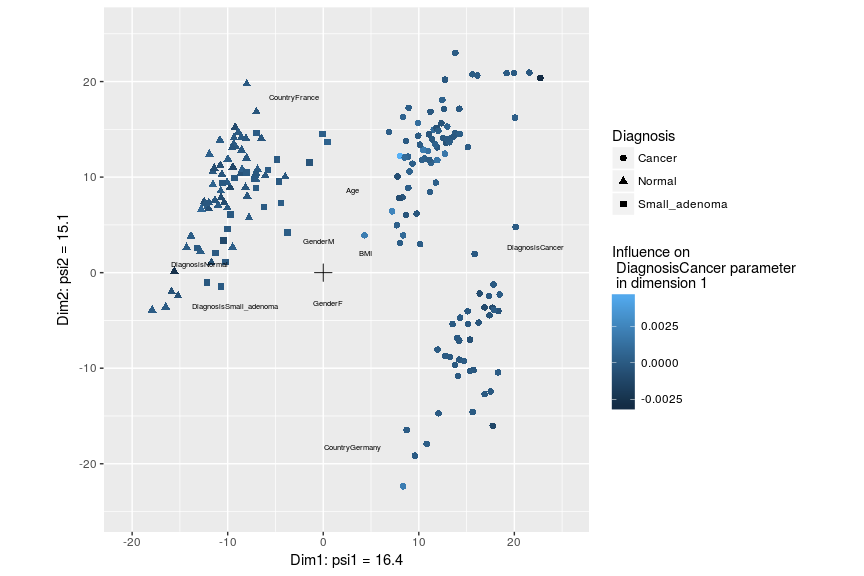 CountryFrance
Age
GenderM
BMI
DiagnosisCancer
DiagnosisNormal
DiagnosisSmall_adenoma
GenderF
CountryGermany
20
10
0
-10
-20
-20
-10
0
10
20
Dim1: psi1 = 16.4
Dim2: psi2 = 15.1
Diagnosis
Cancer
Normal
Small_adenoma
Influence on
DiagnosisCancer parameter
in dimension 1
0.0025
0.0000
-0.0025